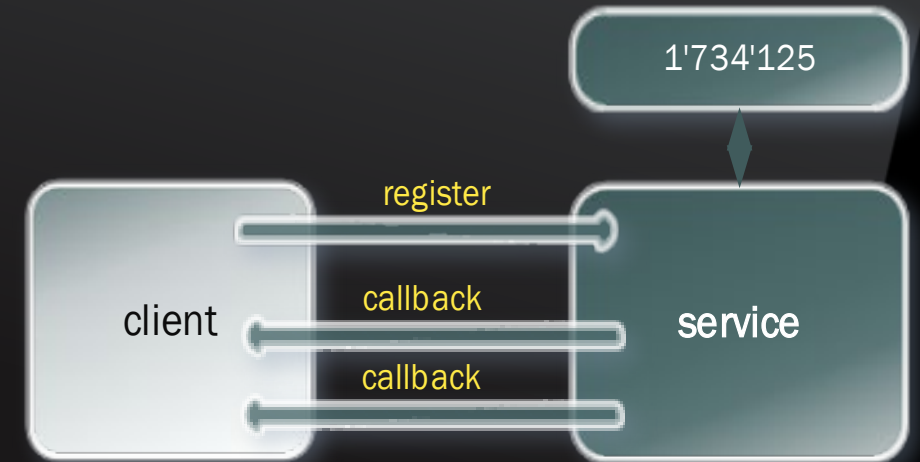 1'734'125
register
callback
client
service
callback